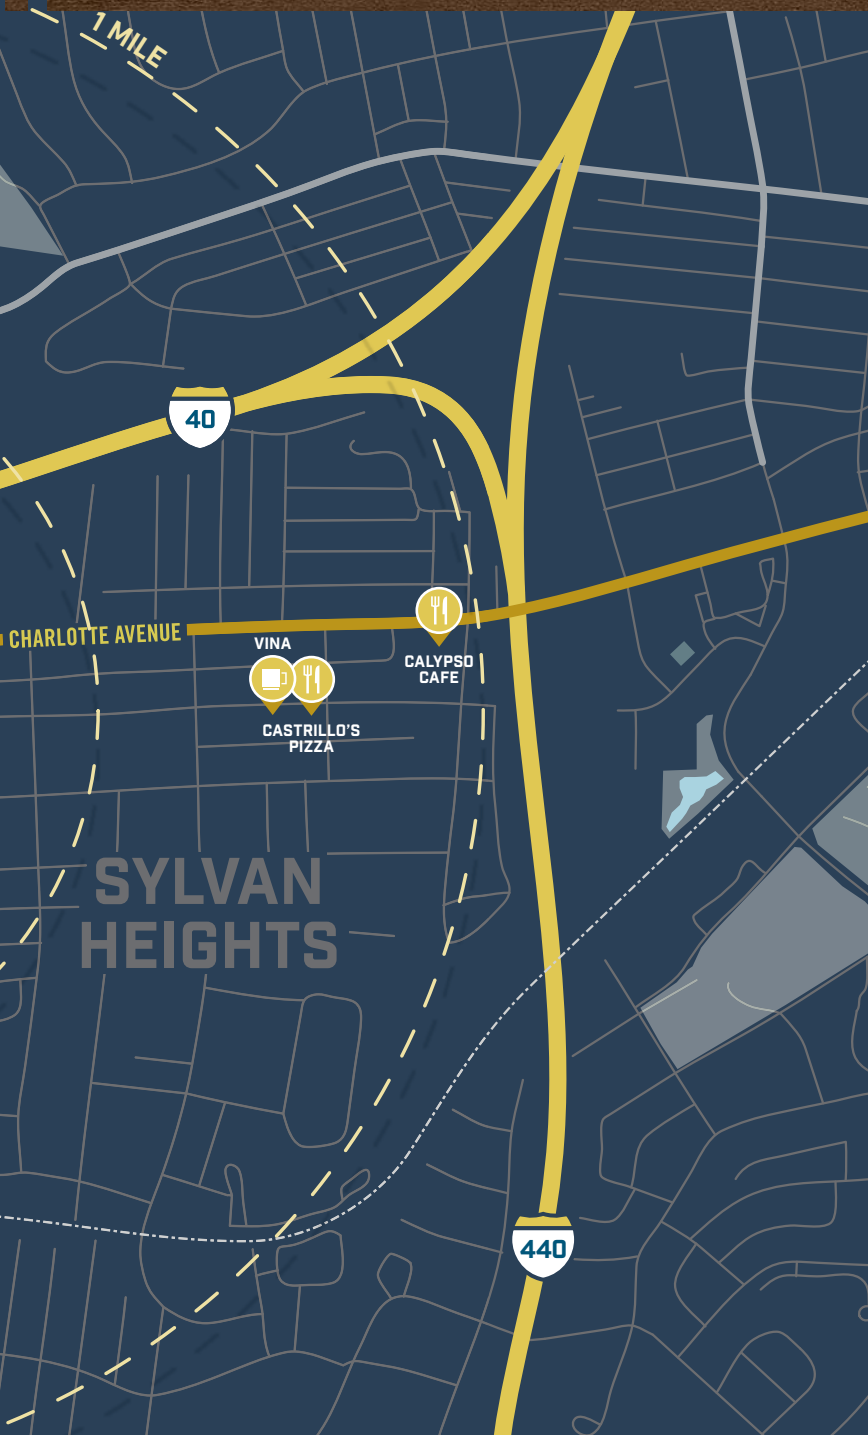 1 MILE
40
CHARLOTTE AVENUE
VINA
CALYPSO
CAFE
CASTRILLO'S
PIZZA
SYLVAN
HEIGHTS
440